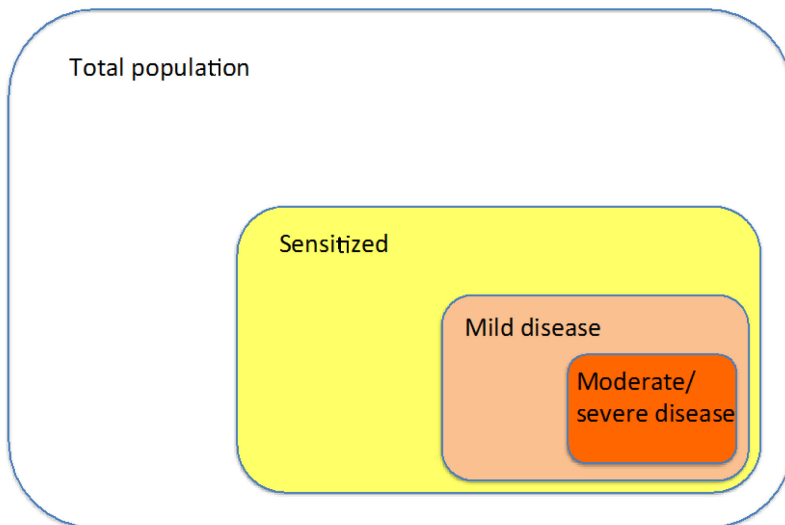 Total population
Sensitized
Mild disease
Moderate/
severe disease